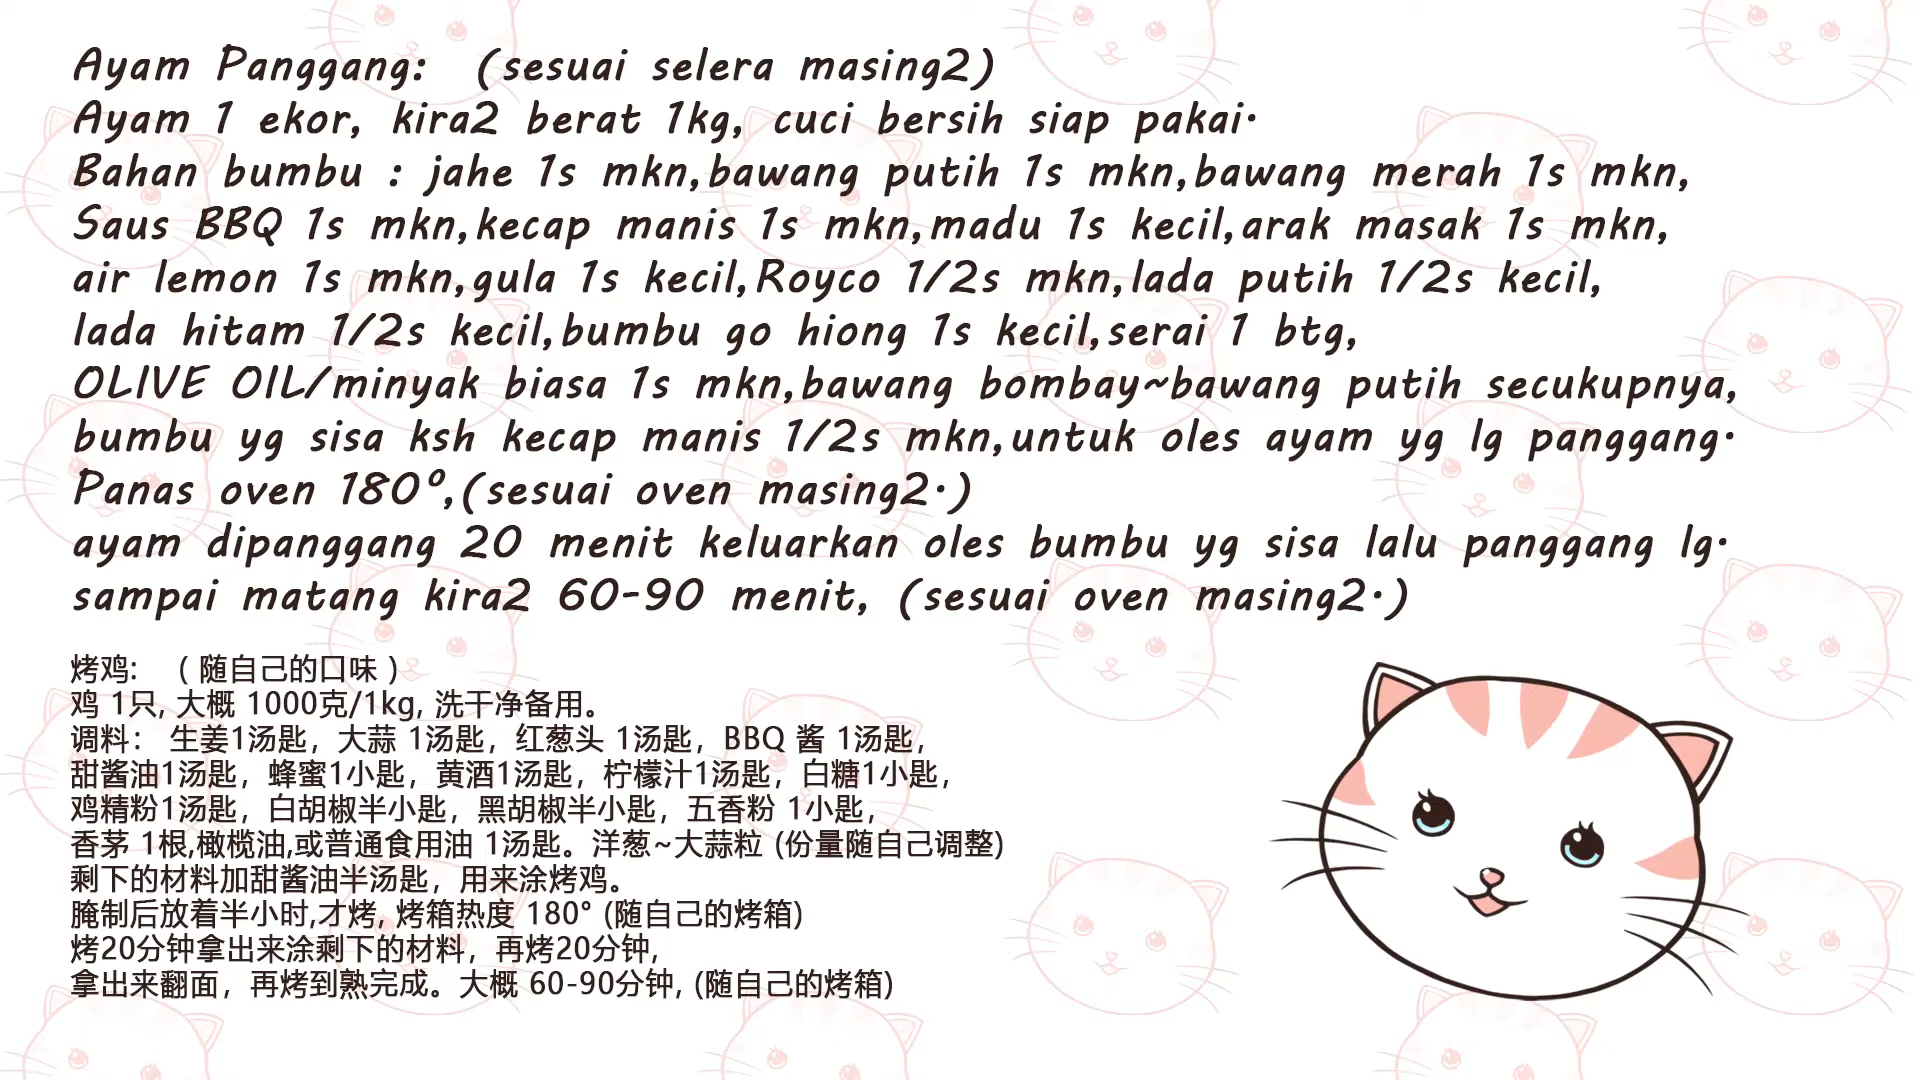 Ayam Panggang: (sesuai selera masing2)
Ayam 1 ekor, kira2 berat 1kg, cuci bersih siap pakai.
Bahan bumbu : jahe 1s mkn,bawang putih 1s mkn,bawang merah 1s mkn,
Saus BBQ 1s mkn,kecap manis 1s mkn,madu 1s kecil,arak masak 1s mkn,
air lemon 1s mkn,gula 1s kecil,Royco 1/2s mkn,lada putih 1/2s kecil,
lada hitam 1/2s kecil,bumbu go hiong 1s kecil,serai 1 btg,
OLIVE OIL/minyak biasa 1s mkn,bawang bombay~bawang putih secukupnya,
bumbu yg sisa ksh kecap manis 1/2s mkn,untuk oles ayam yg lg panggang.
Panas oven 180°,(sesuai oven masing2.)
ayam dipanggang 20 menit keluarkan oles bumbu yg sisa lalu panggang lg.
sampai matang kira2 60-90 menit, (sesuai oven masing2.)
烤鸡: （随自己的口味）
鸡 1只, 大概 1000克/1kg, 洗干净备用。
调料： 生姜1汤匙，大蒜 1汤匙，红葱头 1汤匙，BBQ 酱 1汤匙，
甜酱油1汤匙，蜂蜜1小匙，黄酒1汤匙，柠檬汁1汤匙，白糖1小匙，
鸡精粉1汤匙，白胡椒半小匙，黑胡椒半小匙，五香粉 1小匙，
香茅 1根,橄榄油,或普通食用油 1汤匙。洋葱~大蒜粒 (份量随自己调整)
剩下的材料加甜酱油半汤匙，用来涂烤鸡。
腌制后放着半小时,才烤, 烤箱热度 180° (随自己的烤箱)
烤20分钟拿出来涂剩下的材料，再烤20分钟,
拿出来翻面，再烤到熟完成。大概 60-90分钟, (随自己的烤箱)